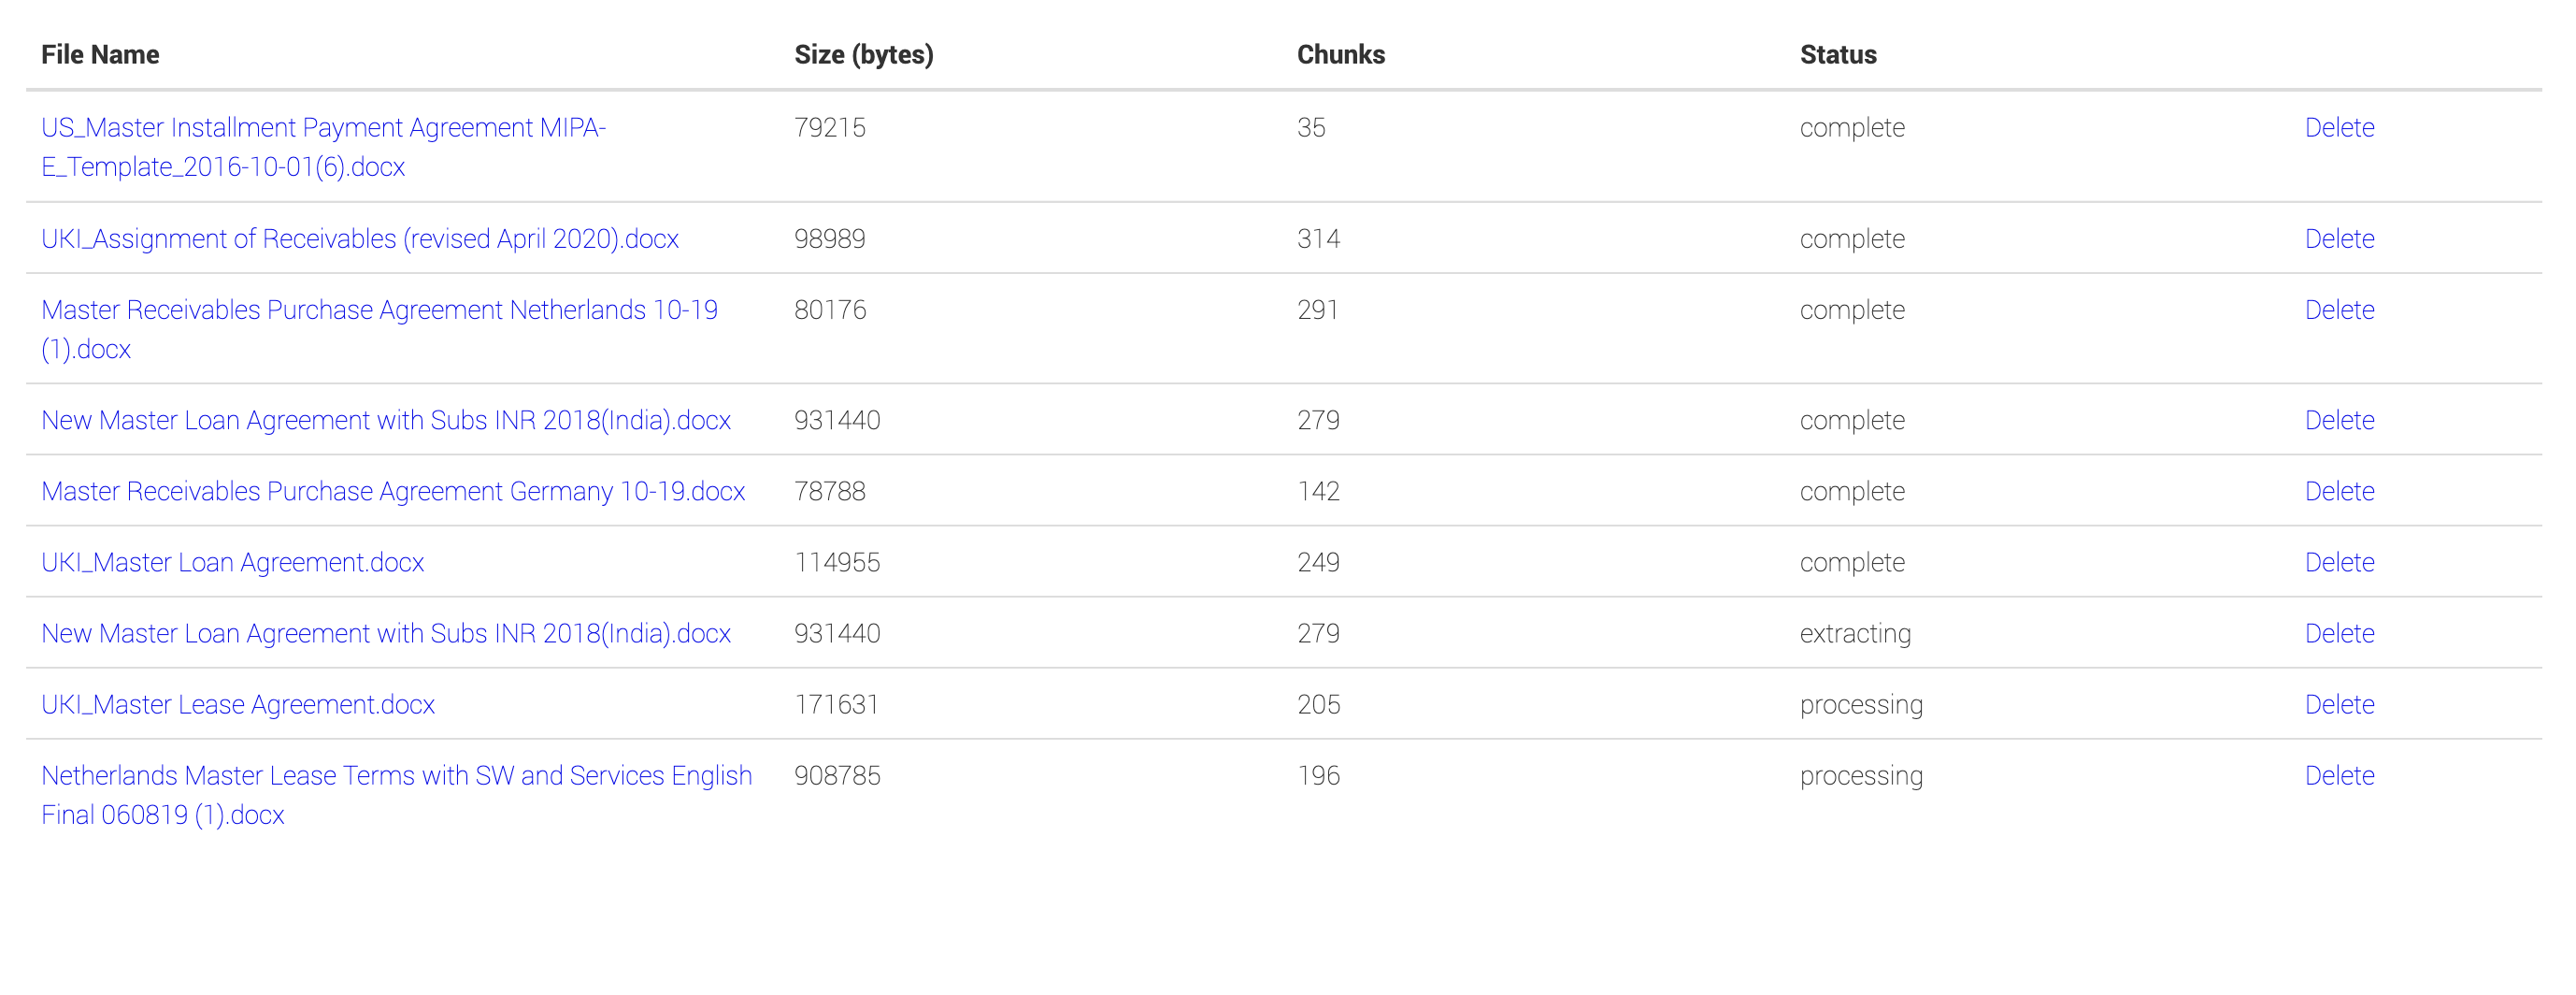 File Name Size (bytes) Chunks Status
US_Master Installment Payment Agreement MIPA- 79215 35 complete Delete
E_Template_2016-10-01(6).docx
UKI_Assignment of Receivables (revised April 2020).docx 98989 314 complete Delete
Master Receivables Purchase Agreement Netherlands 10-19 80176 291 complete Delete
(1).docx
New Master Loan Agreement with Subs INR 2018(India).docx 931440 279 complete Delete
Master Receivables Purchase Agreement Germany 10-19.docx 78788 142 complete Delete
UKI_Master Loan Agreement.docx 114955 249 complete Delete
New Master Loan Agreement with Subs INR 2018(India).docx 931440 279 extracting Delete
UKI_Master Lease Agreement.docx 171631 205 processing Delete
Netherlands Master Lease Terms with SW and Services English 908785 196 processing Delete
Final 060819 (1).docx